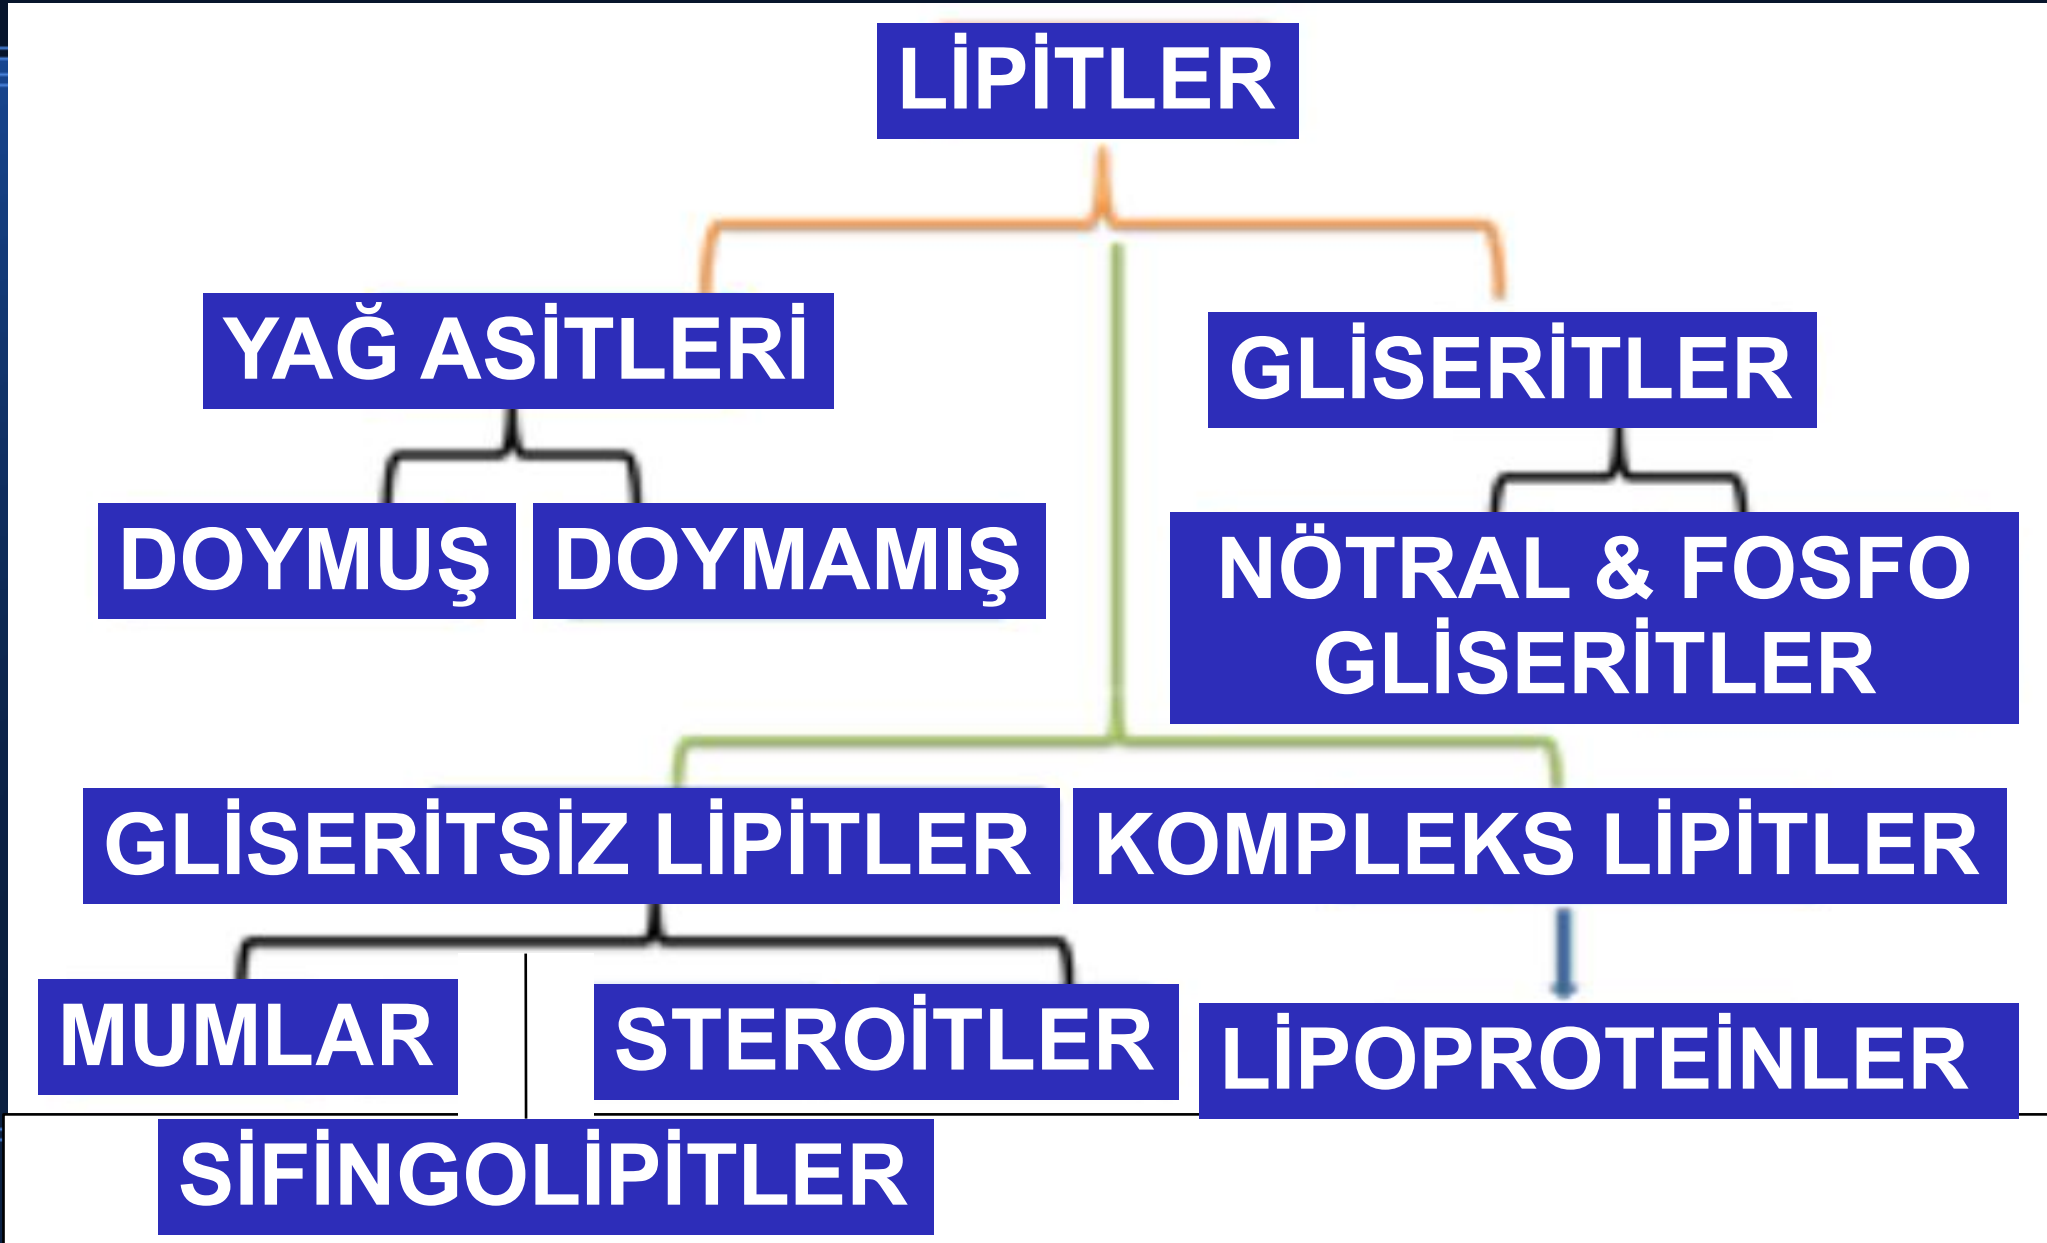 LİPİTLER
YAĞ ASİTLERİ
GLİSERİTLER
DOYMUŞ
DOYMAMIŞ
NÖTRAL & FOSFO
GLİSERİTLER
GLİSERİTSİZ LİPİTLER
KOMPLEKS LİPİTLER
MUMLAR
STEROİTLER
LİPOPROTEİNLER
SİFİNGOLİPİTLER